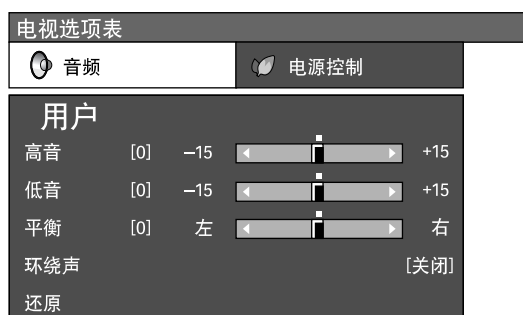 电视选项表
音频 电源控制
用户
高音 [0] –15 +15
低音 [0] –15 +15
平衡 [0] 左 右
环绕声 [关闭]
还原